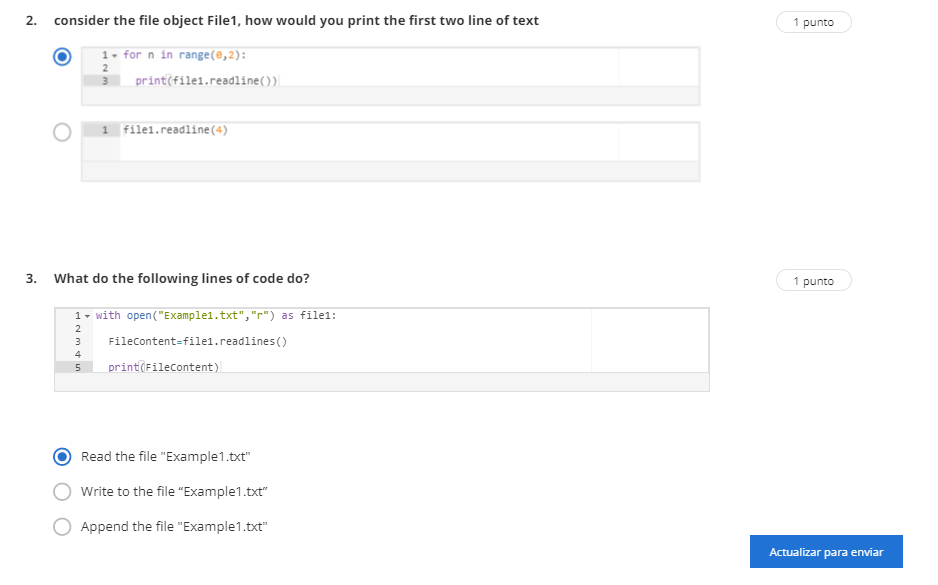 2. consider the file object File1, how would you print the first two line of text
1 punto
1 for n in range(0,2):
2
3 print(file1.readline())
1 file1.readline(4)
3. What do the following lines of code do?
1 punto
1 with open("Example1.txt","r") as file1:
2
3 FileContent=file1.readlines()
4
5 print(FileContent)
Read the file "Example1.txt"
Write to the file “Example1.txt”
Append the file "Example1.txt"
Actualizar para enviar